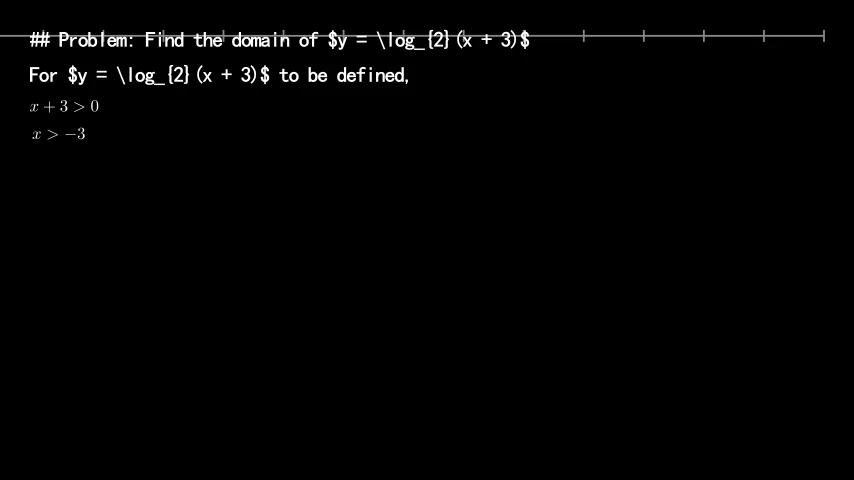 ## Problem: Find the domain of $y = \log_{2}(x + 3)$
For $y = \log_{2}(x + 3)$ to be defined,
x + 3 > 0
x > −3